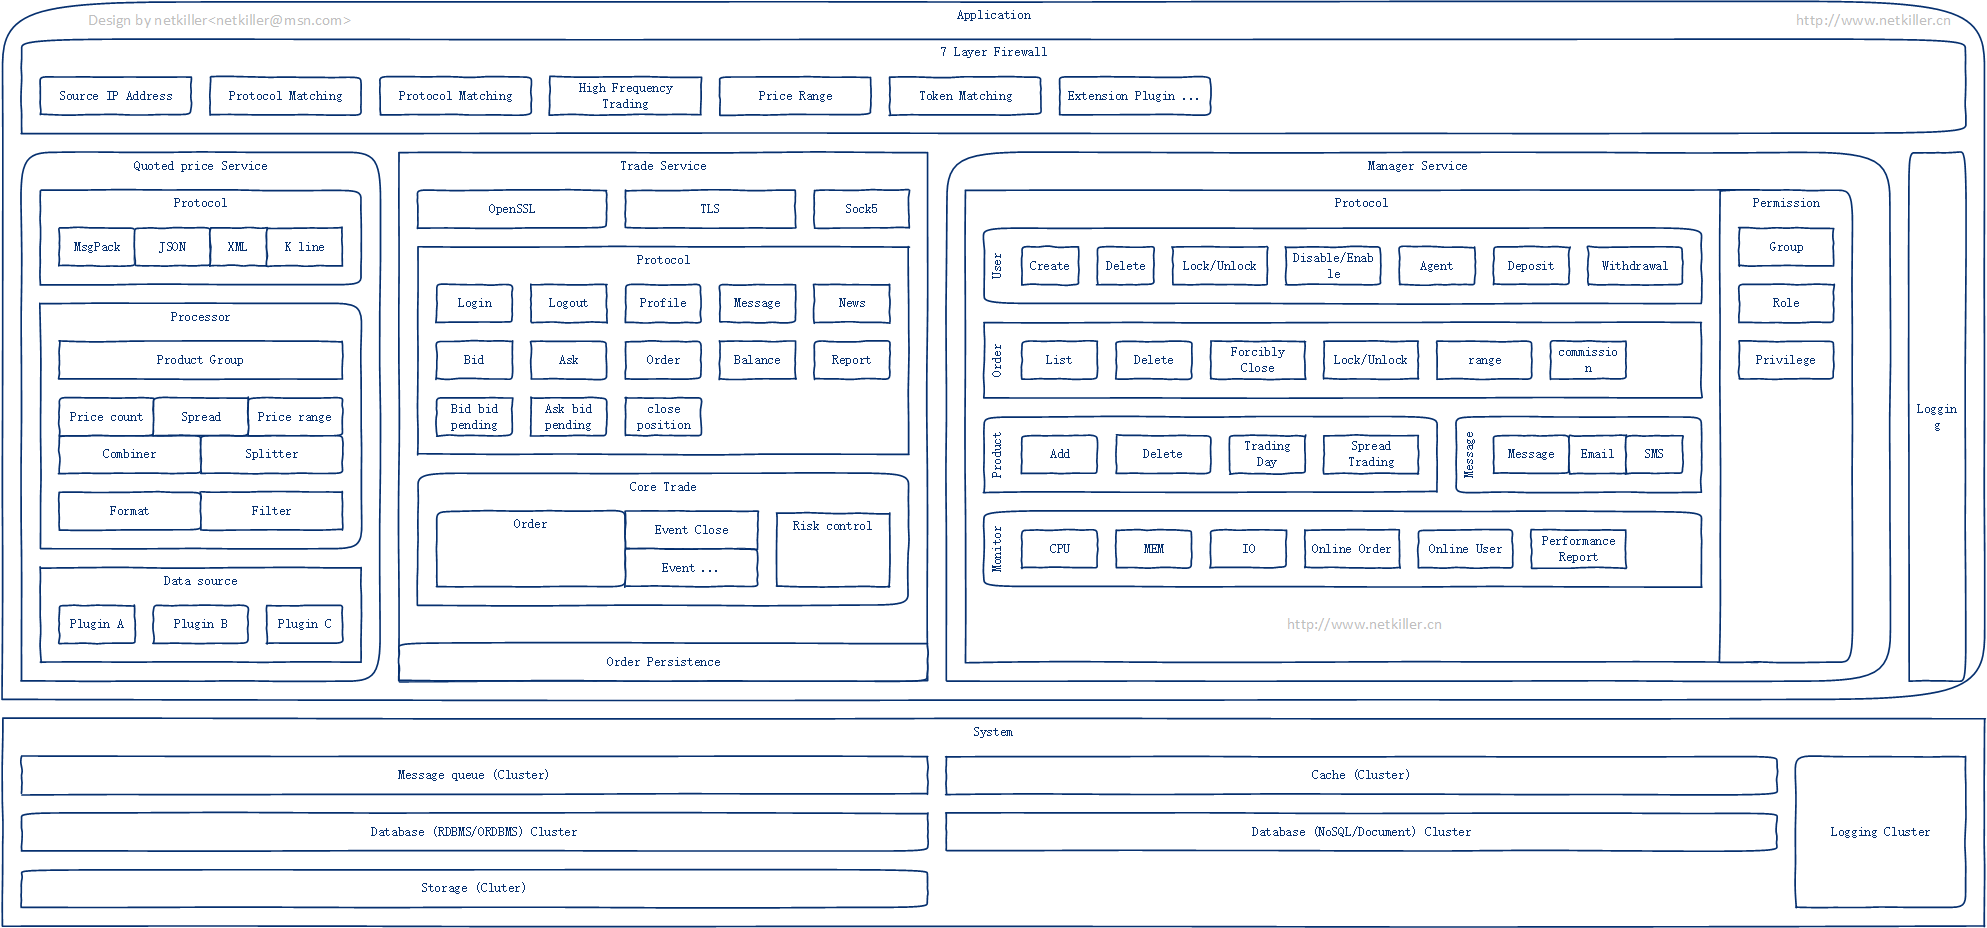 Design by netkiller<netkiller@msn.com>
Application
http://www.netkiller.cn
7 Layer Firewall
Source IP Address
Protocol Matching
Protocol Matching
High Frequency
Trading
Price Range
Token Matching
Extension Plugin ...
Quoted price Service
Protocol
MsgPack
JSON
XML
K line
Processor
Product Group
Price count
Spread
Price range
Combiner
Splitter
Format
Filter
Data source
Plugin A
Plugin B
Plugin C
Trade Service
OpenSSL
TLS
Sock5
Protocol
Login
Logout
Profile
Message
News
Bid
Ask
Order
Balance
Report
Bid bid
pending
Ask bid
pending
close
position
Core Trade
Order
Event Close
Event ...
Risk control
Order Persistence
Manager Service
Protocol
User
Create
Delete
Lock/Unlock
Disable/Enab
le
Agent
Deposit
Withdrawal
Order
List
Delete
Forcibly
Close
Lock/Unlock
range
commissio
n
Product
Add
Delete
Trading
Day
Spread
Trading
Message
Message
Email
SMS
Monitor
CPU
MEM
IO
Online Order
Online User
Performance
Report
http://www.netkiller.cn
Permission
Group
Role
Privilege
Loggin
g
System
Message queue (Cluster)
Cache (Cluster)
Database (RDBMS/ORDBMS) Cluster
Database (NoSQL/Document) Cluster
Storage (Cluter)
Logging Cluster